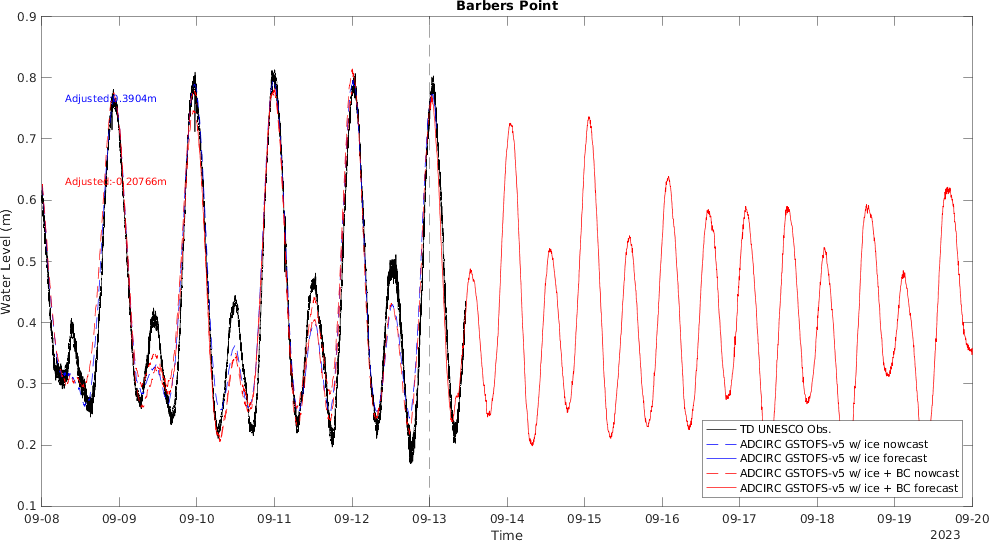 Barbers Point
Water Level (m)
0.9
0.8
0.7
0.6
0.5
0.4
0.3
0.2
0.1
Adjusted:0.3904m
Adjusted:-0.20766m
TD UNESCO Obs.
ADCIRC GSTOFS-v5 w/ ice nowcast
ADCIRC GSTOFS-v5 w/ ice forecast
ADCIRC GSTOFS-v5 w/ ice + BC nowcast
ADCIRC GSTOFS-v5 w/ ice + BC forecast
09-08 09-09 09-10 09-11 09-12 09-13 09-14 09-15 09-16 09-17 09-18 09-19 09-20
Time
2023